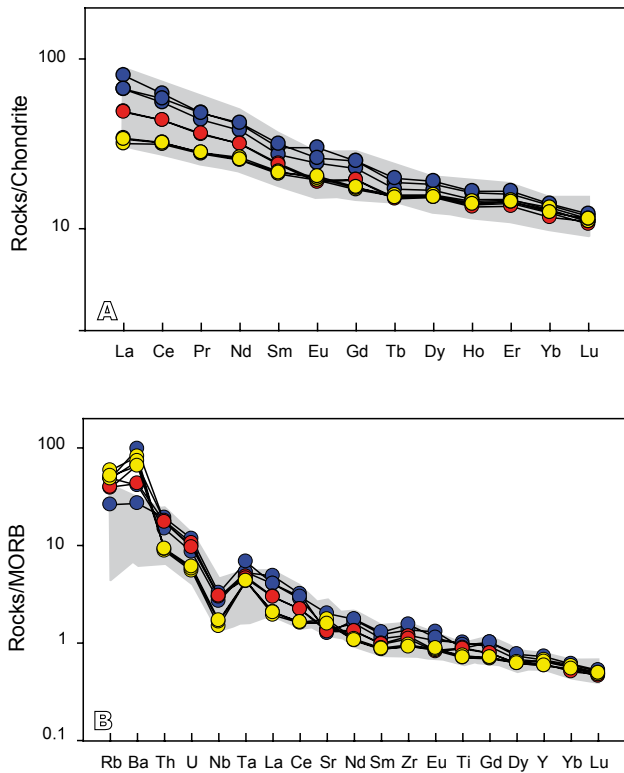 100
Rocks/Chondrite
10
A
La Ce Pr Nd Sm Eu Gd Tb Dy Ho Er Yb Lu
100
10
Rocks/MORB
1
0.1
B
Rb Ba Th U Nb Ta La Ce Sr Nd Sm Zr Eu Ti Gd Dy Y Yb Lu